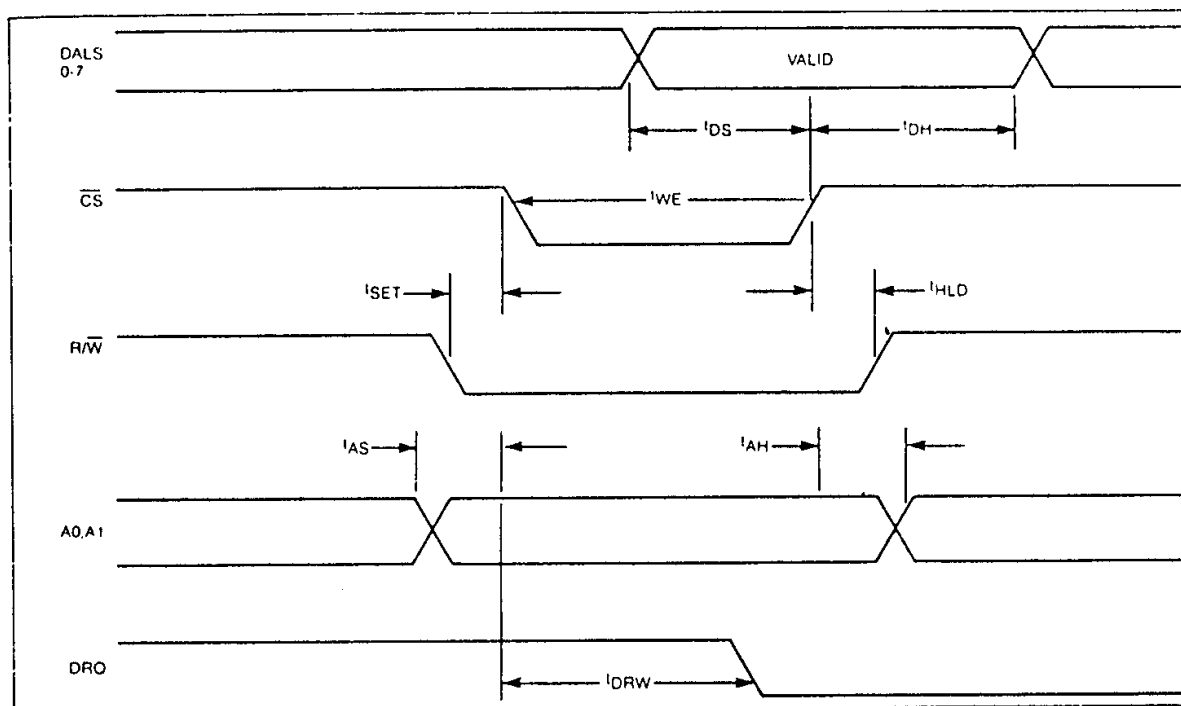 DALS
0-7
VALID
tDS
tDH
CS
tWE
tSET
tHLD
R/W
tAS
tAH
A0,A1
DRQ
tDRW